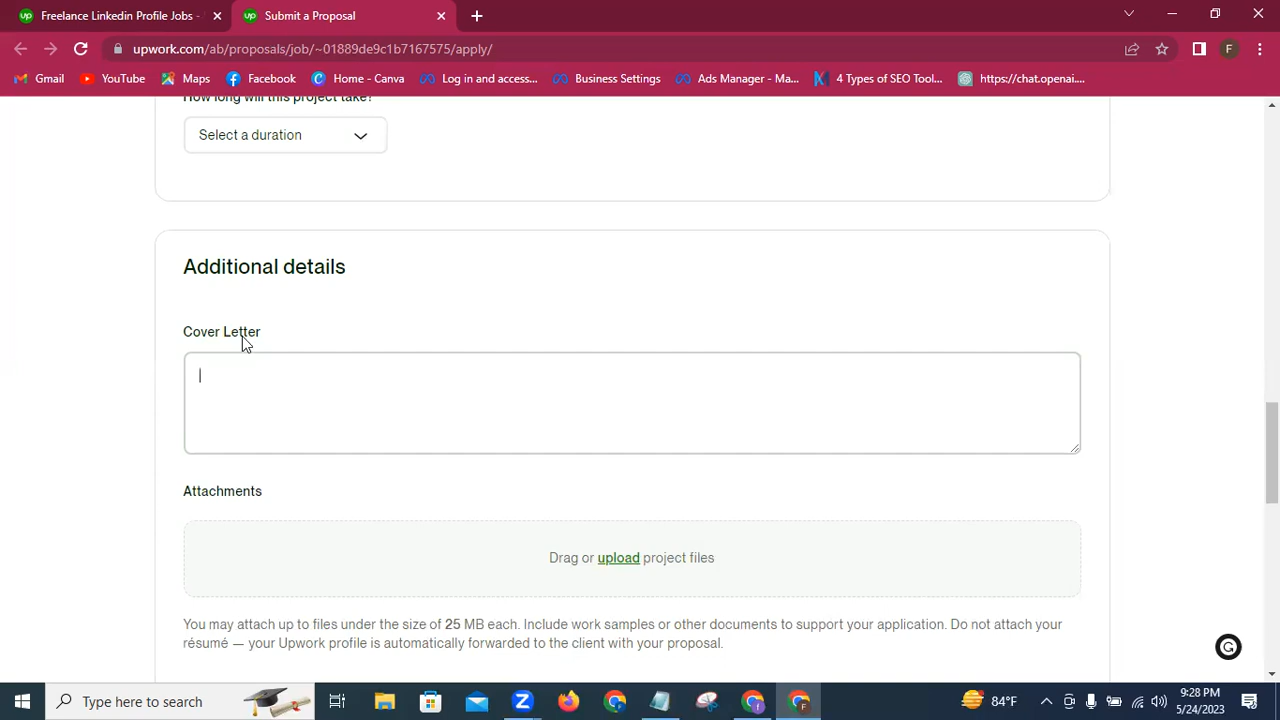 Freelance Linkedin Profile Jobs -
Submit a Proposal
upwork.com/ab/proposals/job/~01889de9c1b7167575/apply/
F
Gmail
YouTube
Maps
Facebook
Home - Canva
Log in and access...
Business Settings
Ads Manager - Ma...
4 Types of SEO Tool...
https://chat.openai....
How long will this project take?
Select a duration
Additional details
Cover Letter
Attachments
Drag or upload project files
You may attach up to files under the size of 25 MB each. Include work samples or other documents to support your application. Do not attach your
résumé — your Upwork profile is automatically forwarded to the client with your proposal.
Type here to search
84°F
9:28 PM
5/24/2023